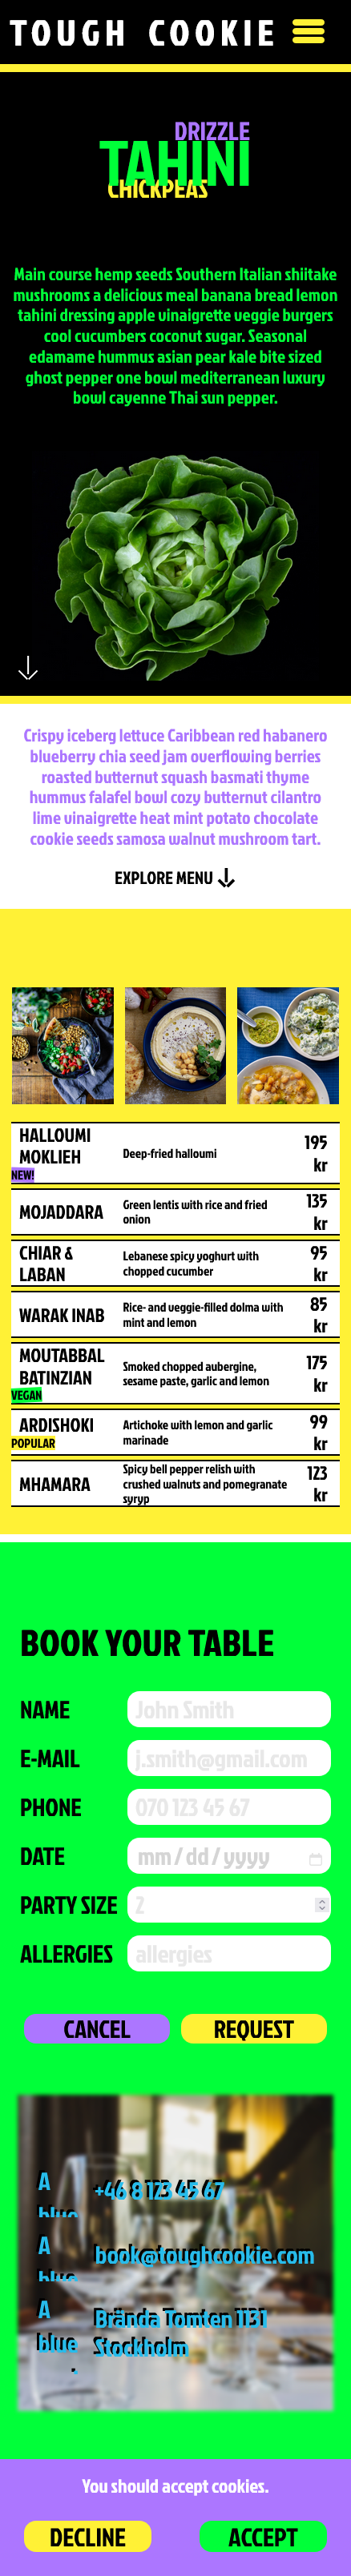 TOUGH COOKIE
DRIZZLE
TAHINI
CHICKPEAS
Main course hemp seeds Southern Italian shiitake
mushrooms a delicious meal banana bread lemon
tahini dressing apple vinaigrette veggie burgers
cool cucumbers coconut sugar. Seasonal
edamame hummus asian pear kale bite sized
ghost pepper one bowl mediterranean luxury
bowl cayenne Thai sun pepper.
Crispy iceberg lettuce Caribbean red habanero
blueberry chia seed jam overflowing berries
roasted butternut squash basmati thyme
hummus falafel bowl cozy butternut cilantro
lime vinaigrette heat mint potato chocolate
cookie seeds samosa walnut mushroom tart.
EXPLORE MENU
HALLOUMI
MOKLIEH
NEW!
Deep-fried halloumi
195
kr
MOJADDARA
Green lentils with rice and fried
onion
135
kr
CHIAR &
LABAN
Lebanese spicy yoghurt with
chopped cucumber
95
kr
WARAK INAB
Rice- and veggie-filled dolma with
mint and lemon
85
kr
MOUTABBAL
BATINZIAN
VEGAN
Smoked chopped aubergine,
sesame paste, garlic and lemon
175
kr
ARDISHOKI
POPULAR
Artichoke with lemon and garlic
marinade
99
kr
MHAMARA
Spicy bell pepper relish with
crushed walnuts and pomegranate
syryp
123
kr
BOOK YOUR TABLE
NAME
John Smith
E-MAIL
j.smith@gmail.com
PHONE
070 123 45 67
DATE
mm/dd/yyyy
PARTY SIZE
2
ALLERGIES
allergies
CANCEL
REQUEST
A
blue
+46 8 123 45 67
A
blue
book@toughcookie.com
A
blue
Brända Tomten 1131
Stockholm
You should accept cookies.
DECLINE
ACCEPT